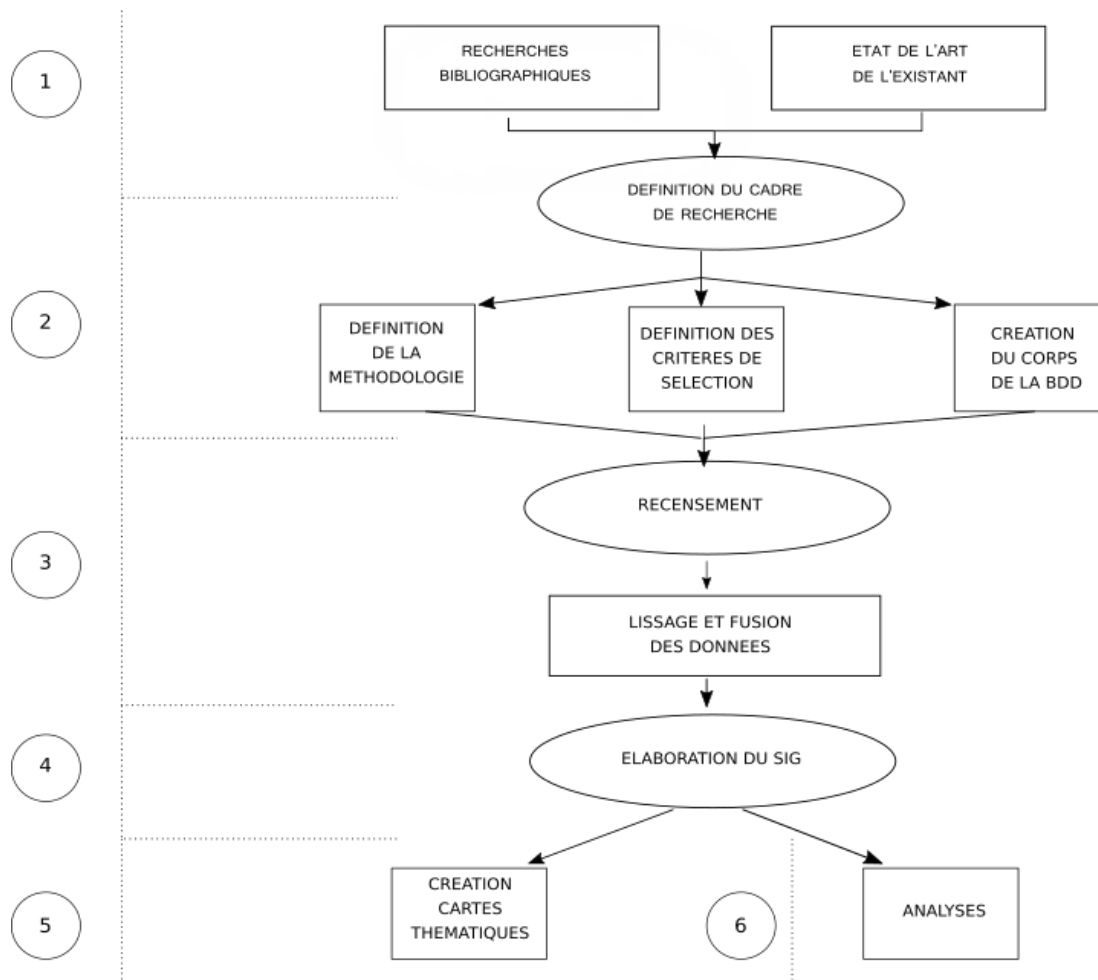 1
RECHERCHES
BIBLIOGRAPHIQUES
ETAT DE L'ART
DE L'EXISTANT
DEFINITION DU CADRE
DE RECHERCHE
2
DEFINITION
DE LA
METHODOLOGIE
DEFINITION DES
CRITERES DE
SELECTION
CREATION
DU CORPS
DE LA BDD
3
RECENSEMENT
LISSAGE ET FUSION
DES DONNEES
4
ELABORATION DU SIG
5
CREATION
CARTES
THEMATIQUES
6
ANALYSES